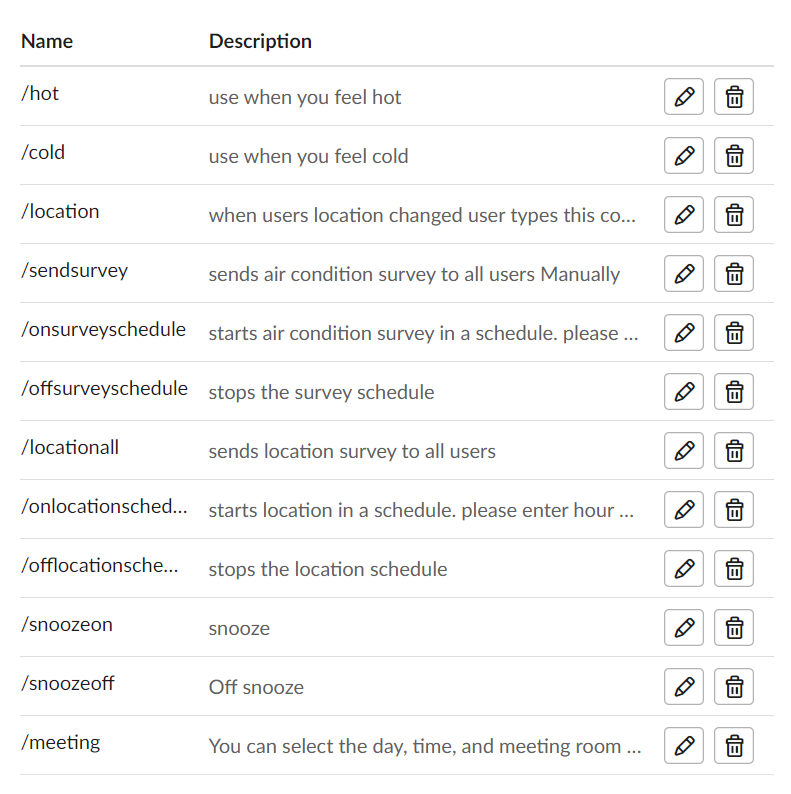 Name Description
/hot use when you feel hot
/cold use when you feel cold
/location when users location changed user types this co...
/sendsurvey sends air condition survey to all users Manually
/onsurveyschedule starts air condition survey in a schedule. please ...
/offsurveyschedule stops the survey schedule
/locationall sends location survey to all users
/onlocationsched... starts location in a schedule. please enter hour ...
/offlocationsche... stops the location schedule
/snoozeon snooze
/snoozeoff Off snooze
/meeting You can select the day, time, and meeting room ...